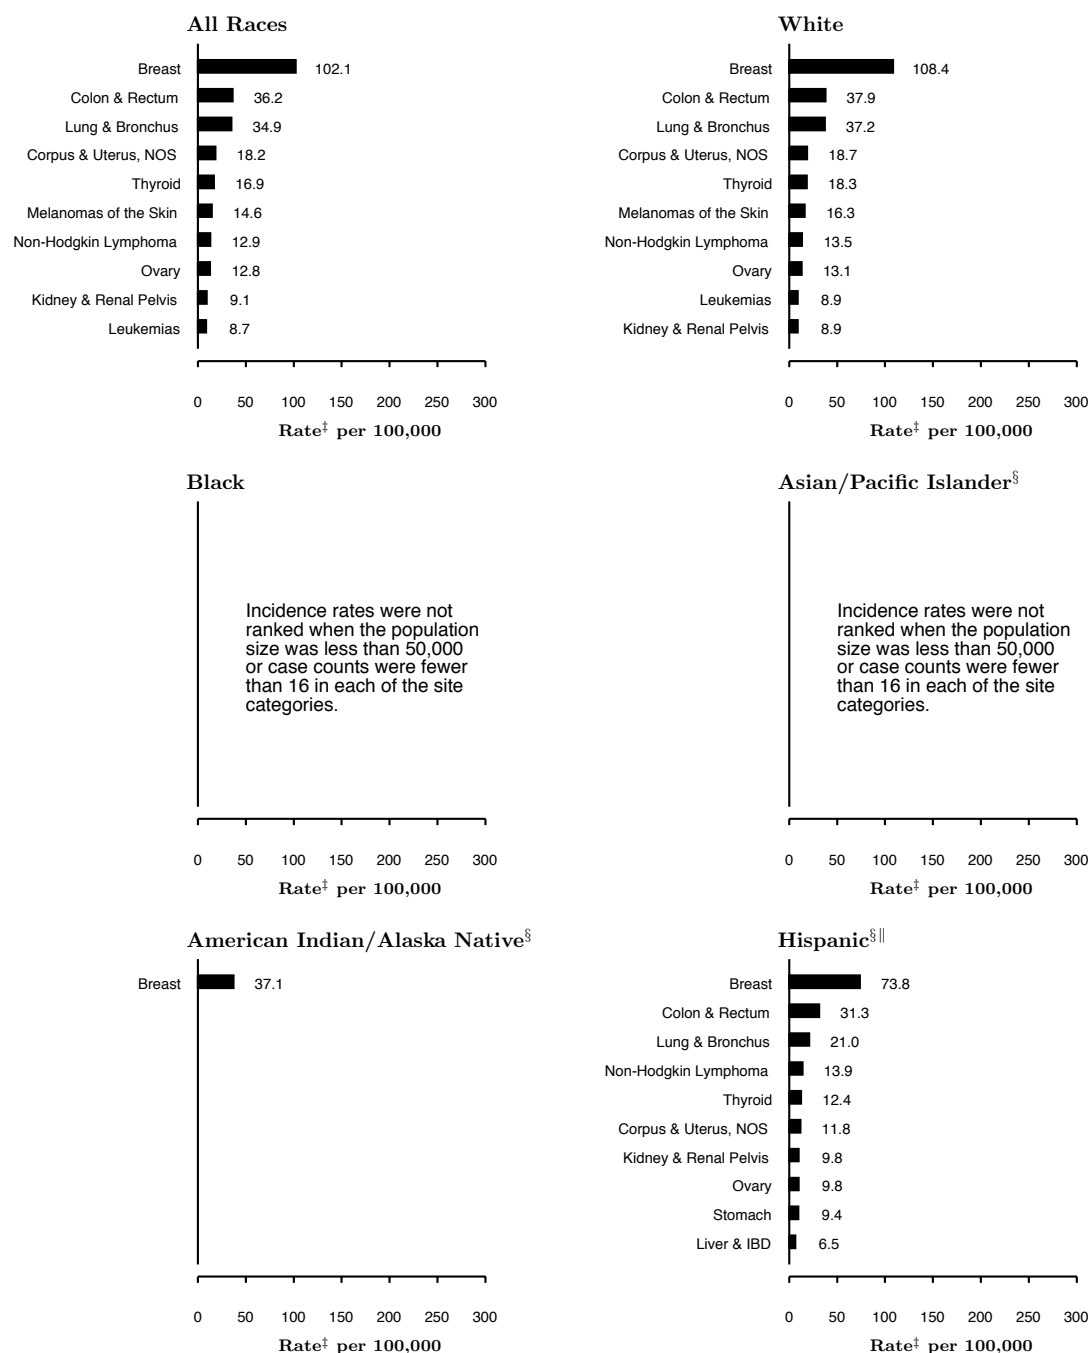 All Races
Breast 102.1
Colon & Rectum 36.2
Lung & Bronchus 34.9
Corpus & Uterus, NOS 18.2
Thyroid 16.9
Melanomas of the Skin 14.6
Non-Hodgkin Lymphoma 12.9
Ovary 12.8
Kidney & Renal Pelvis 9.1
Leukemias 8.7
0 50 100 150 200 250 300
Rate‡ per 100,000
White
Breast 108.4
Colon & Rectum 37.9
Lung & Bronchus 37.2
Corpus & Uterus, NOS 18.7
Thyroid 18.3
Melanomas of the Skin 16.3
Non-Hodgkin Lymphoma 13.5
Ovary 13.1
Leukemias 8.9
Kidney & Renal Pelvis 8.9
0 50 100 150 200 250 300
Rate‡ per 100,000
Black
Incidence rates were not
ranked when the population
size was less than 50,000
or case counts were fewer
than 16 in each of the site
categories.
0 50 100 150 200 250 300
Rate‡ per 100,000
Asian/Pacific Islander§
Incidence rates were not
ranked when the population
size was less than 50,000
or case counts were fewer
than 16 in each of the site
categories.
0 50 100 150 200 250 300
Rate‡ per 100,000
American Indian/Alaska Native§
Breast 37.1
0 50 100 150 200 250 300
Rate‡ per 100,000
Hispanic§‖
Breast 73.8
Colon & Rectum 31.3
Lung & Bronchus 21.0
Non-Hodgkin Lymphoma 13.9
Thyroid 12.4
Corpus & Uterus, NOS 11.8
Kidney & Renal Pelvis 9.8
Ovary 9.8
Stomach 9.4
Liver & IBD 6.5
0 50 100 150 200 250 300
Rate‡ per 100,000